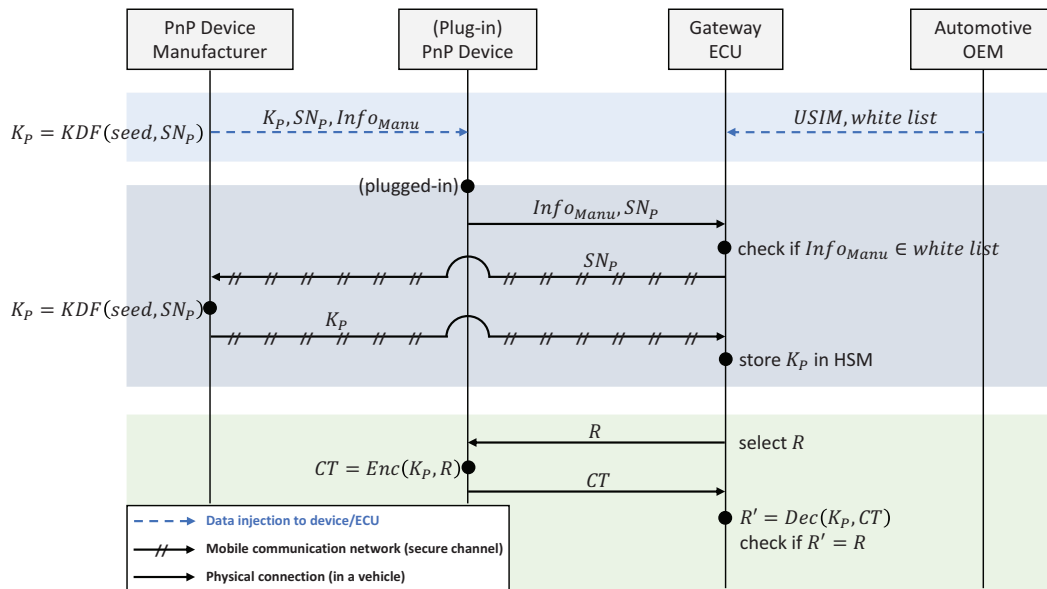 PnP Device
Manufacturer
(Plug-in)
PnP Device
Gateway
ECU
Automotive
OEM
K_P = KDF(seed, SN_P)
K_P, SN_P, Info_Manu
USIM, white list
(plugged-in)
Info_Manu, SN_P
check if Info_Manu ∈ white list
SN_P
K_P = KDF(seed, SN_P)
K_P
store K_P in HSM
R
select R
CT = Enc(K_P, R)
CT
R' = Dec(K_P, CT)
check if R' = R
Data injection to device/ECU
Mobile communication network (secure channel)
Physical connection (in a vehicle)